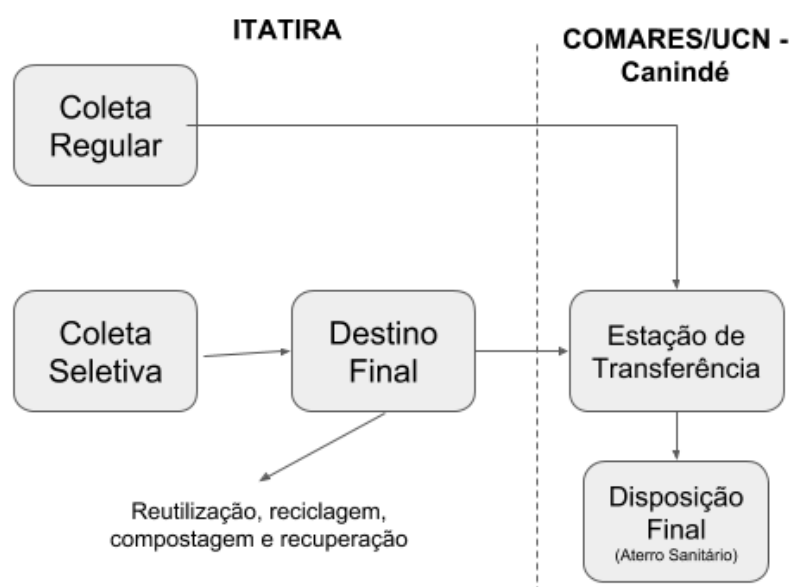 ITATIRA
COMARES/UCN -
Canindé
Coleta
Regular
Coleta
Seletiva
Destino
Final
Estação de
Transferência
Reutilização, reciclagem,
compostagem e recuperação
Disposição
Final
(Aterro Sanitário)